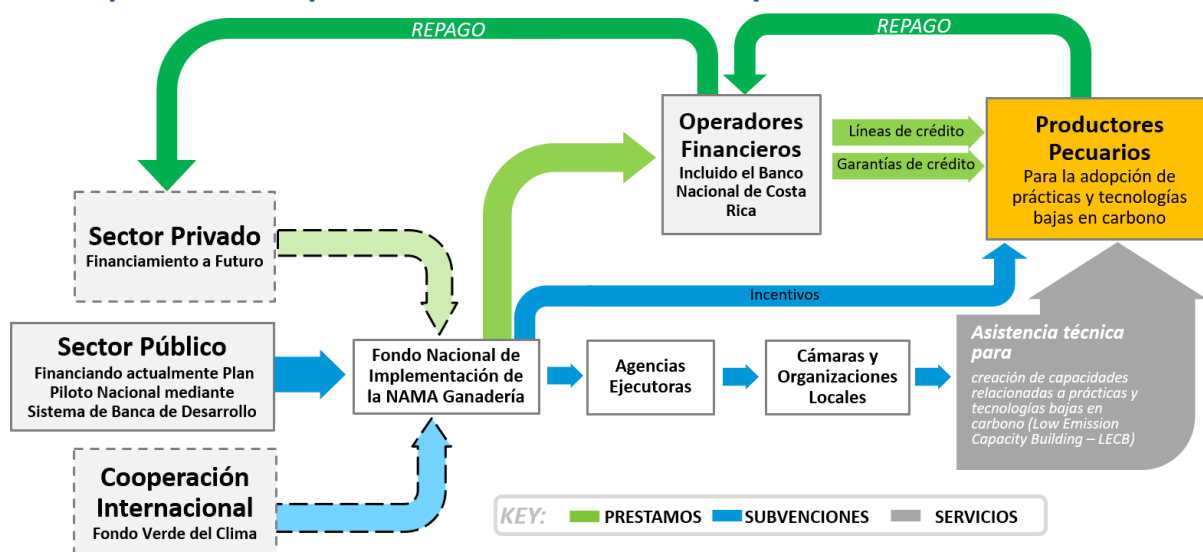 REPAGO
REPAGO
Operadores
Financieros
Incluido el Banco
Nacional de Costa
Rica
Líneas de crédito
Garantías de crédito
Productores
Pecuarios
Para la adopción de
prácticas y tecnologías
bajas en carbono
Sector Privado
Financiamiento a Futuro
Incentivos
Sector Público
Financiando actualmente Plan
Piloto Nacional mediante
Sistema de Banca de Desarrollo
Fondo Nacional de
Implementación de
la NAMA Ganadería
Agencias
Ejecutoras
Cámaras y
Organizaciones
Locales
Asistencia técnica
para
creación de capacidades
relacionadas a prácticas y
tecnologías bajas en
carbono (Low Emission
Capacity Building – LECB)
Cooperación
Internacional
Fondo Verde del Clima
KEY: PRESTAMOS SUBVENCIONES SERVICIOS